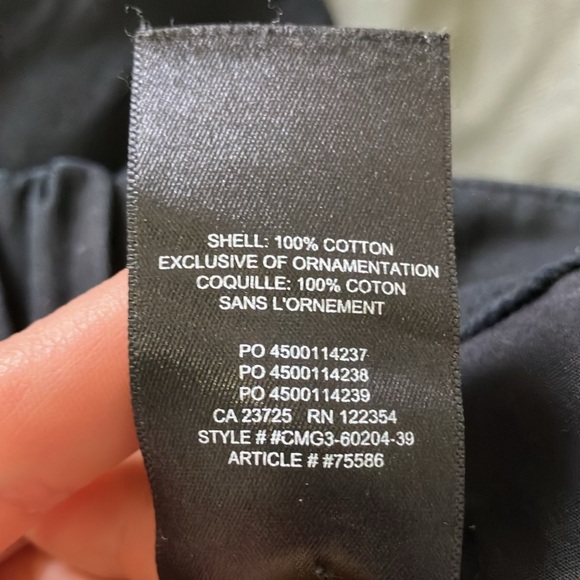 SHELL: 100% COTTON
EXCLUSIVE OF ORNAMENTATION
COQUILLE: 100% COTON
SANS L'ORNEMENT
PO 4500114237
PO 4500114238
PO 4500114239
CA 23725 RN 122354
STYLE # #CMG3-60204-39
ARTICLE # #75586